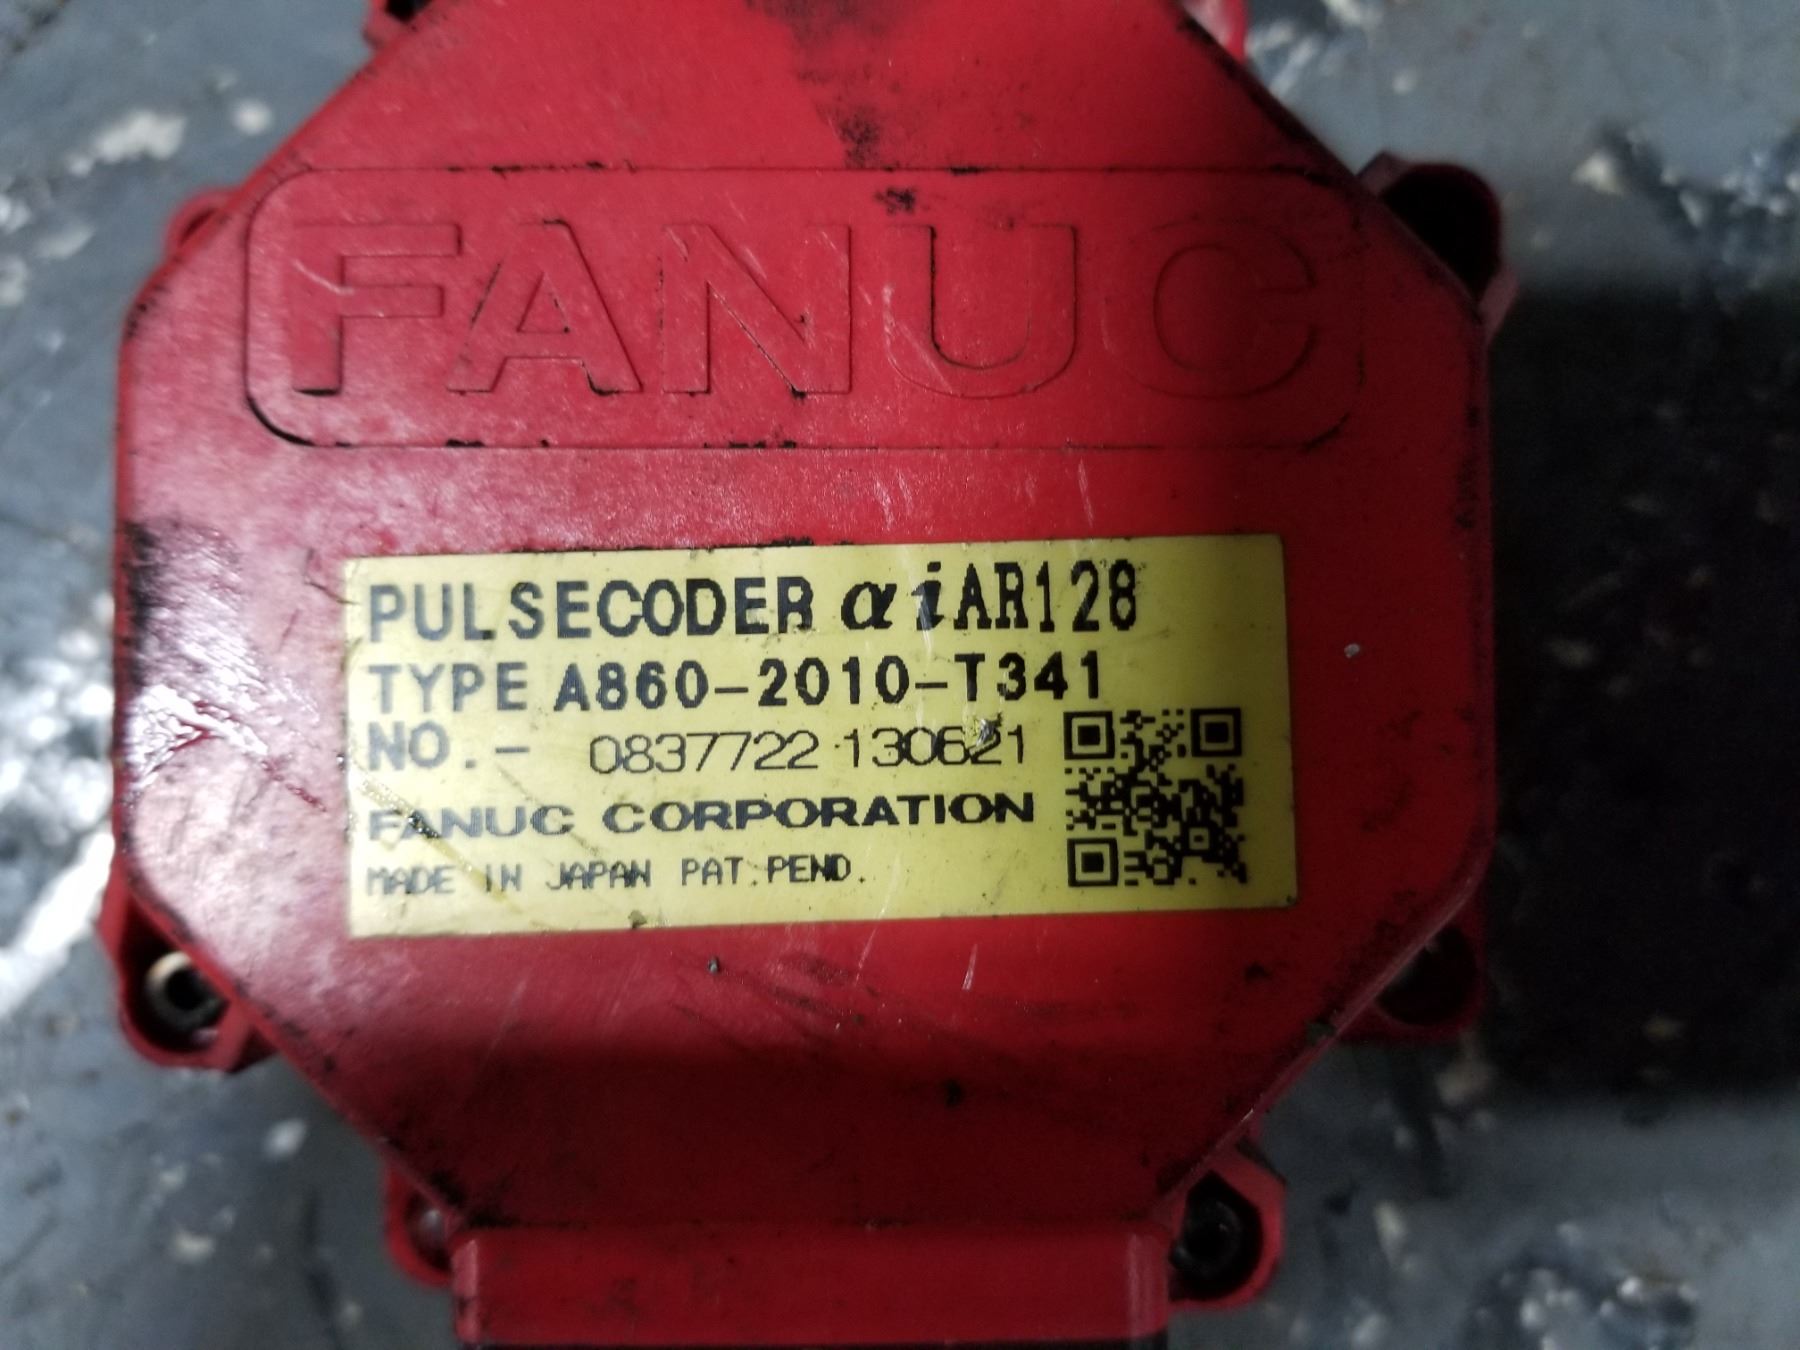 FANUC
PULSECODER αiAR128
TYPE A860-2010-T341
NO.- 0837722 130621
FANUC CORPORATION
MADE IN JAPAN PAT.PEND.